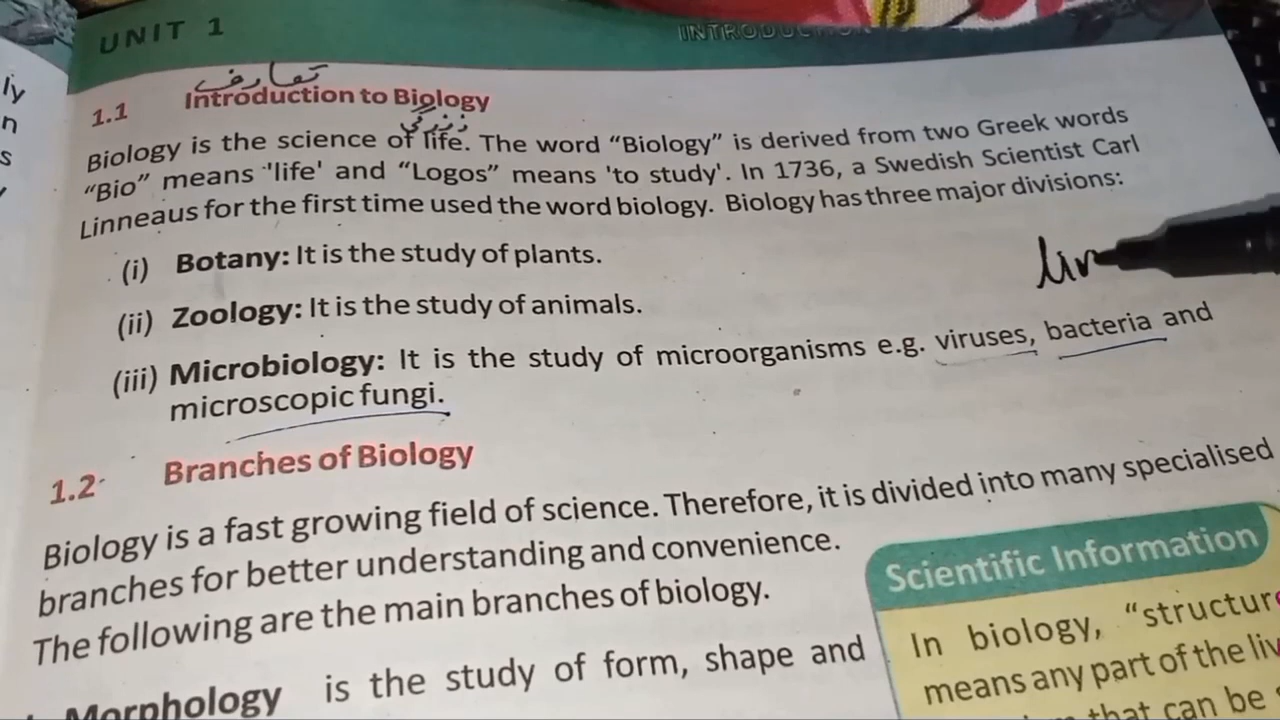 ly
n
s
UNIT 1
تعارف
1.1 Introduction to Biology
زندگی
Biology is the science of life. The word “Biology” is derived from two Greek words
“Bio” means 'life' and “Logos” means 'to study'. In 1736, a Swedish Scientist Carl
Linneaus for the first time used the word biology. Biology has three major divisions:
(i) Botany: It is the study of plants.
(ii) Zoology: It is the study of animals.
(iii) Microbiology: It is the study of microorganisms e.g. viruses, bacteria and
microscopic fungi.
1.2 Branches of Biology
Biology is a fast growing field of science. Therefore, it is divided into many specialised
branches for better understanding and convenience.
The following are the main branches of biology.
Morphology is the study of form, shape and
Scientific Information
In biology, “structure
means any part of the liv
that can be